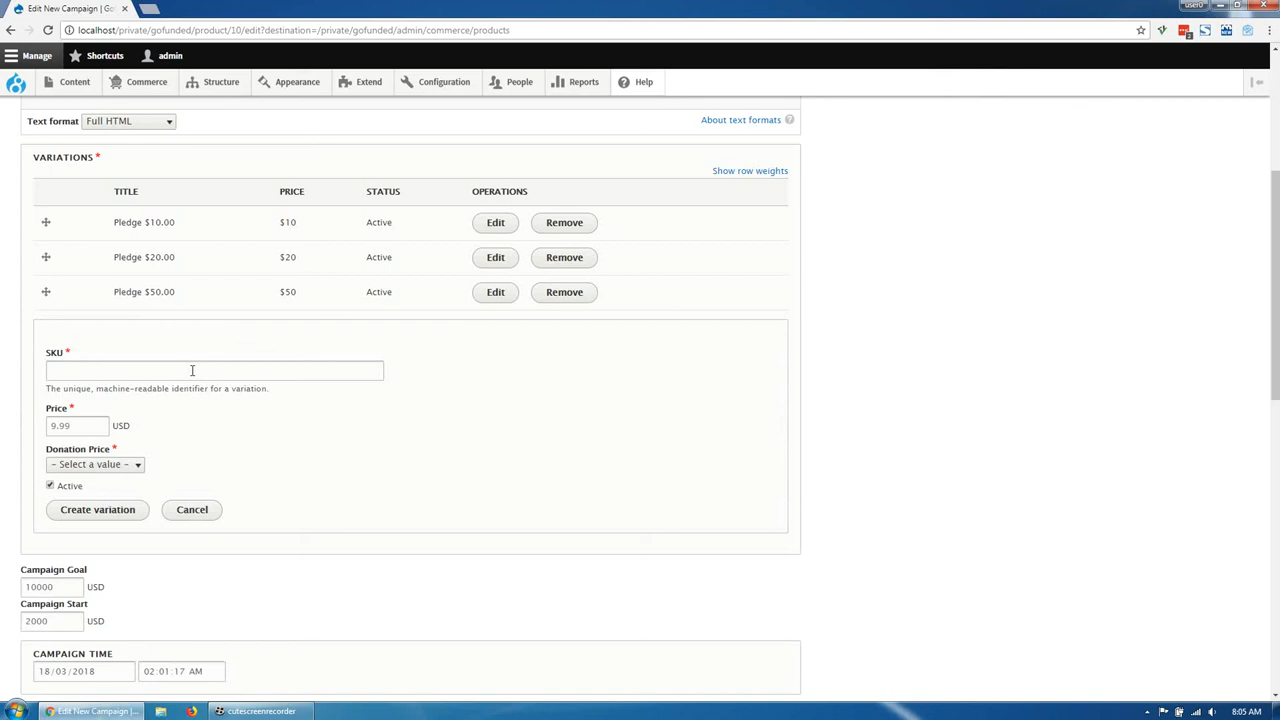 Edit New Campaign | 
user0
localhost/private/gofunded/product/10/edit?destination=/private/gofunded/admin/commerce/products
Manage Shortcuts admin
Content Commerce Structure Appearance Extend Configuration People Reports Help
Text format Full HTML About text formats
VARIATIONS *
Show row weights
TITLE PRICE STATUS OPERATIONS
Pledge $10.00 $10 Active Edit Remove
Pledge $20.00 $20 Active Edit Remove
Pledge $50.00 $50 Active Edit Remove
SKU *
The unique, machine-readable identifier for a variation.
Price *
9.99 USD
Donation Price *
- Select a value -
Active
Create variation Cancel
Campaign Goal
10000 USD
Campaign Start
2000 USD
CAMPAIGN TIME
18/03/2018 02:01:17 AM
Edit New Campaign |... cutescreenrecorder 8:05 AM